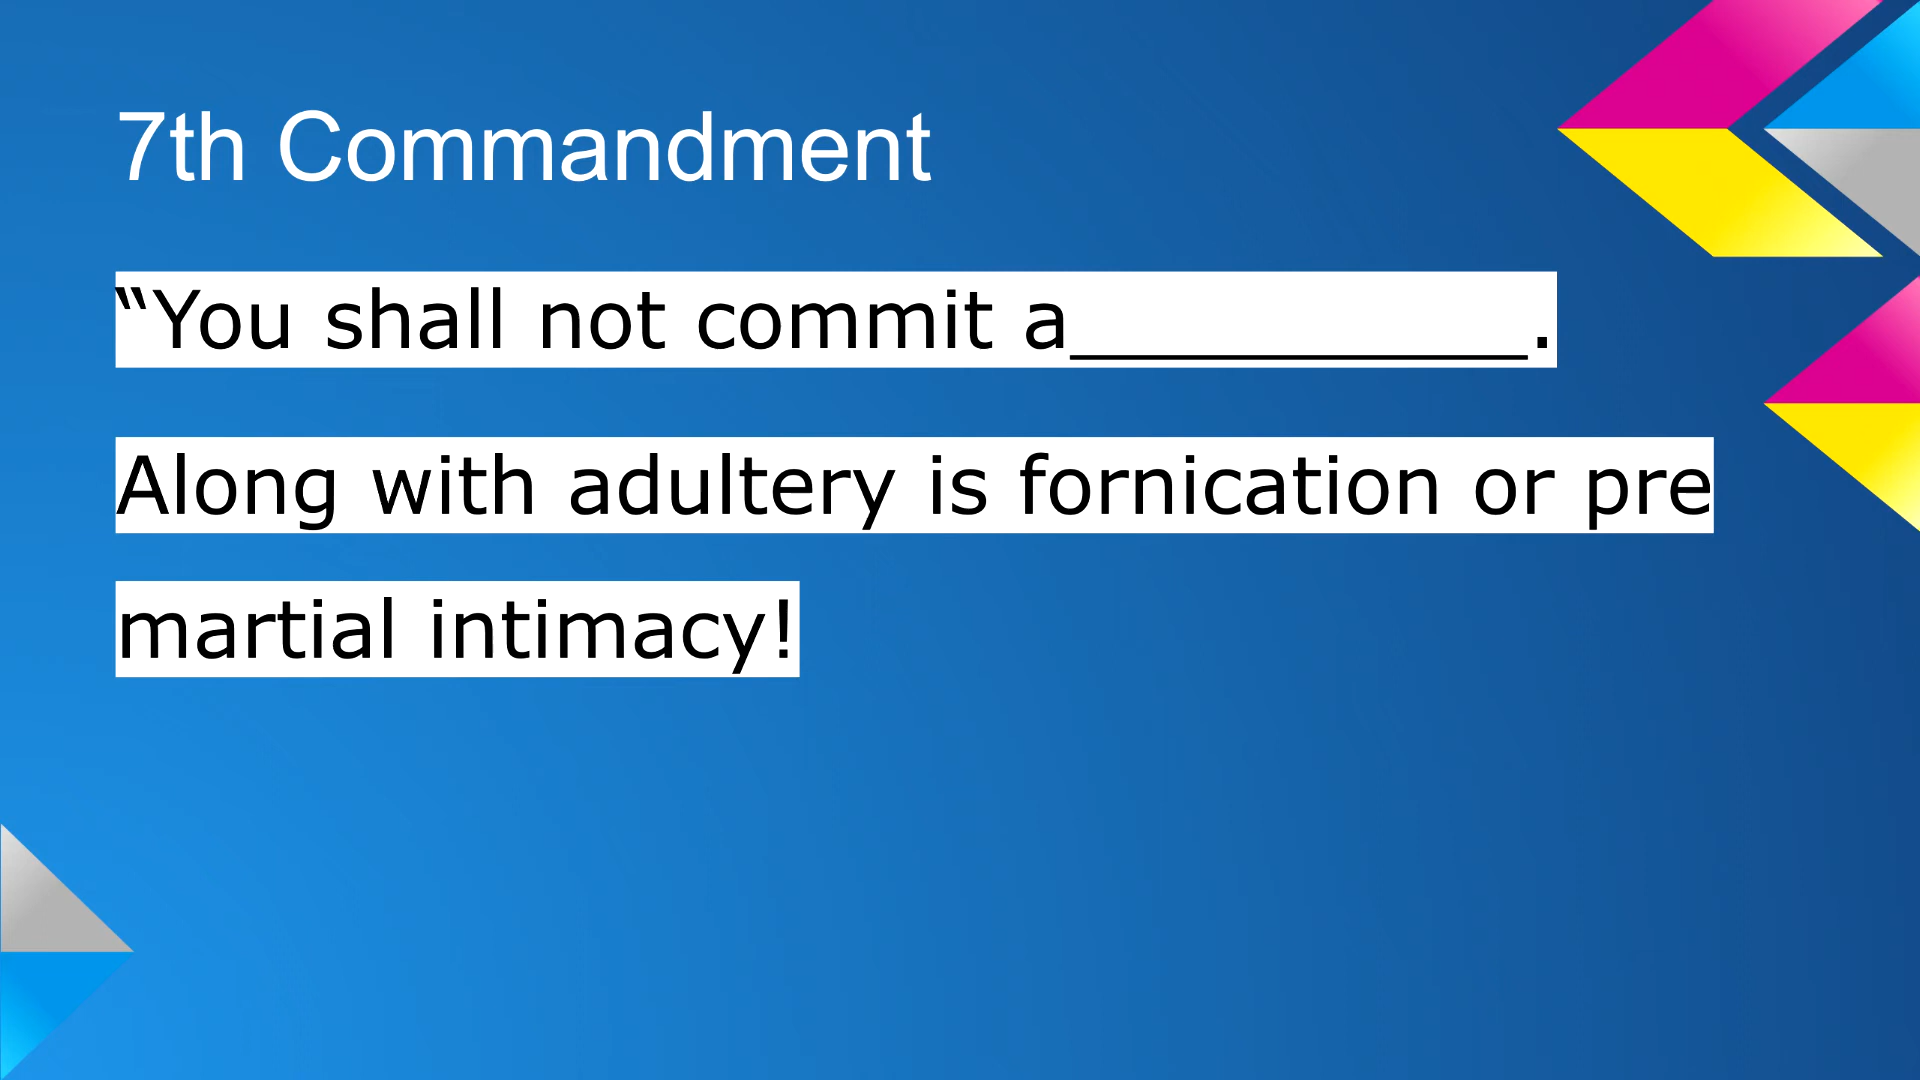 7th Commandment
“You shall not commit a__________.
Along with adultery is fornication or pre
martial intimacy!